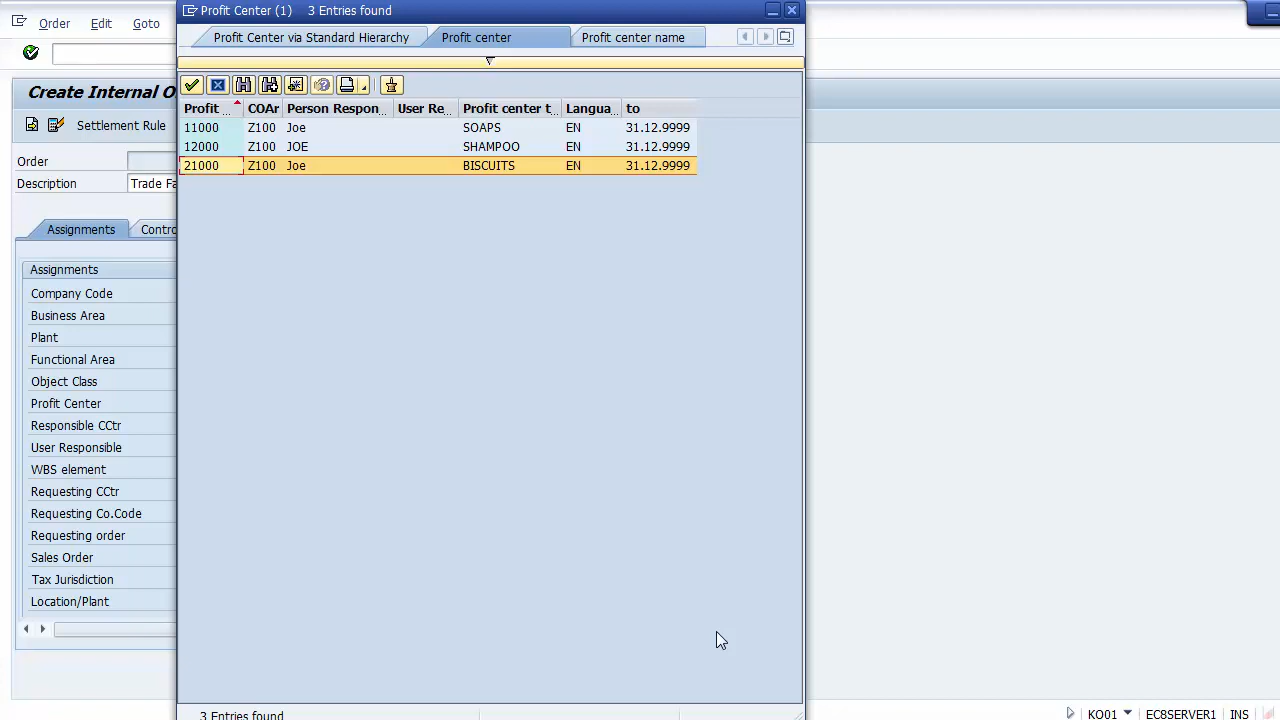 Profit Center (1) 3 Entries found
Order Edit Goto
Profit Center via Standard Hierarchy Profit center Profit center name
Create Internal O
Settlement Rule
Profit ... COAr Person Respon... User Re... Profit center t... Langua... to
11000 Z100 Joe SOAPS EN 31.12.9999
12000 Z100 JOE SHAMPOO EN 31.12.9999
21000 Z100 Joe BISCUITS EN 31.12.9999
Order
Description Trade Fa
Assignments Contro
Assignments
Company Code
Business Area
Plant
Functional Area
Object Class
Profit Center
Responsible CCtr
User Responsible
WBS element
Requesting CCtr
Requesting Co.Code
Requesting order
Sales Order
Tax Jurisdiction
Location/Plant
3 Entries found
KO01 EC8SERVER1 INS